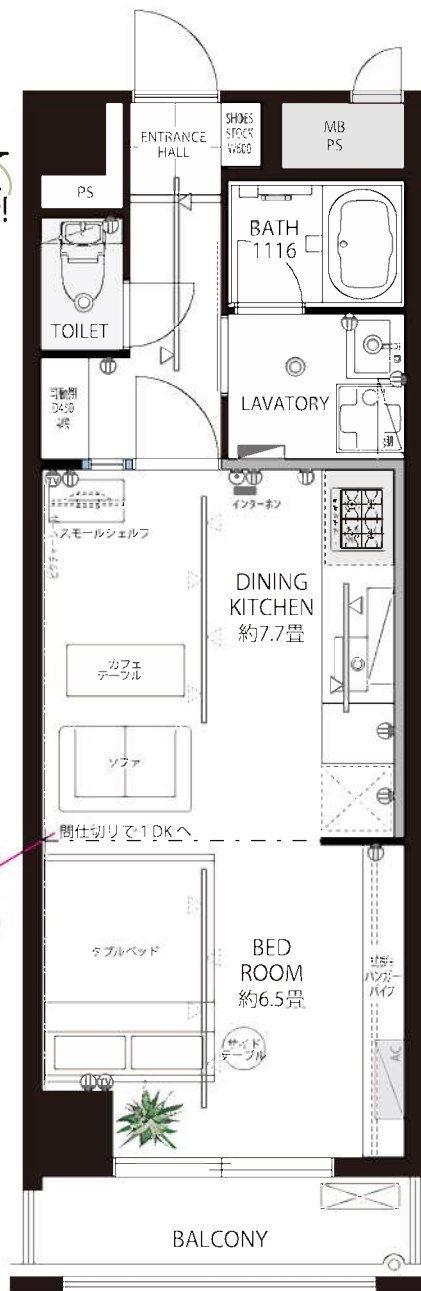 ENTRANCE
HALL
SHOES
STOCK
W600
MB
PS
PS
BATH
1116
TOILET
LAVATORY
可動棚
D450
インターホン
TV
スモールシェルフ
DINING
KITCHEN
約7.7畳
カフェ
テーブル
ソファ
間仕切りで1DKへ
ダブルベッド
BED
ROOM
約6.5畳
ハンガー
パイプ
サイド
テーブル
AC
TV
BALCONY